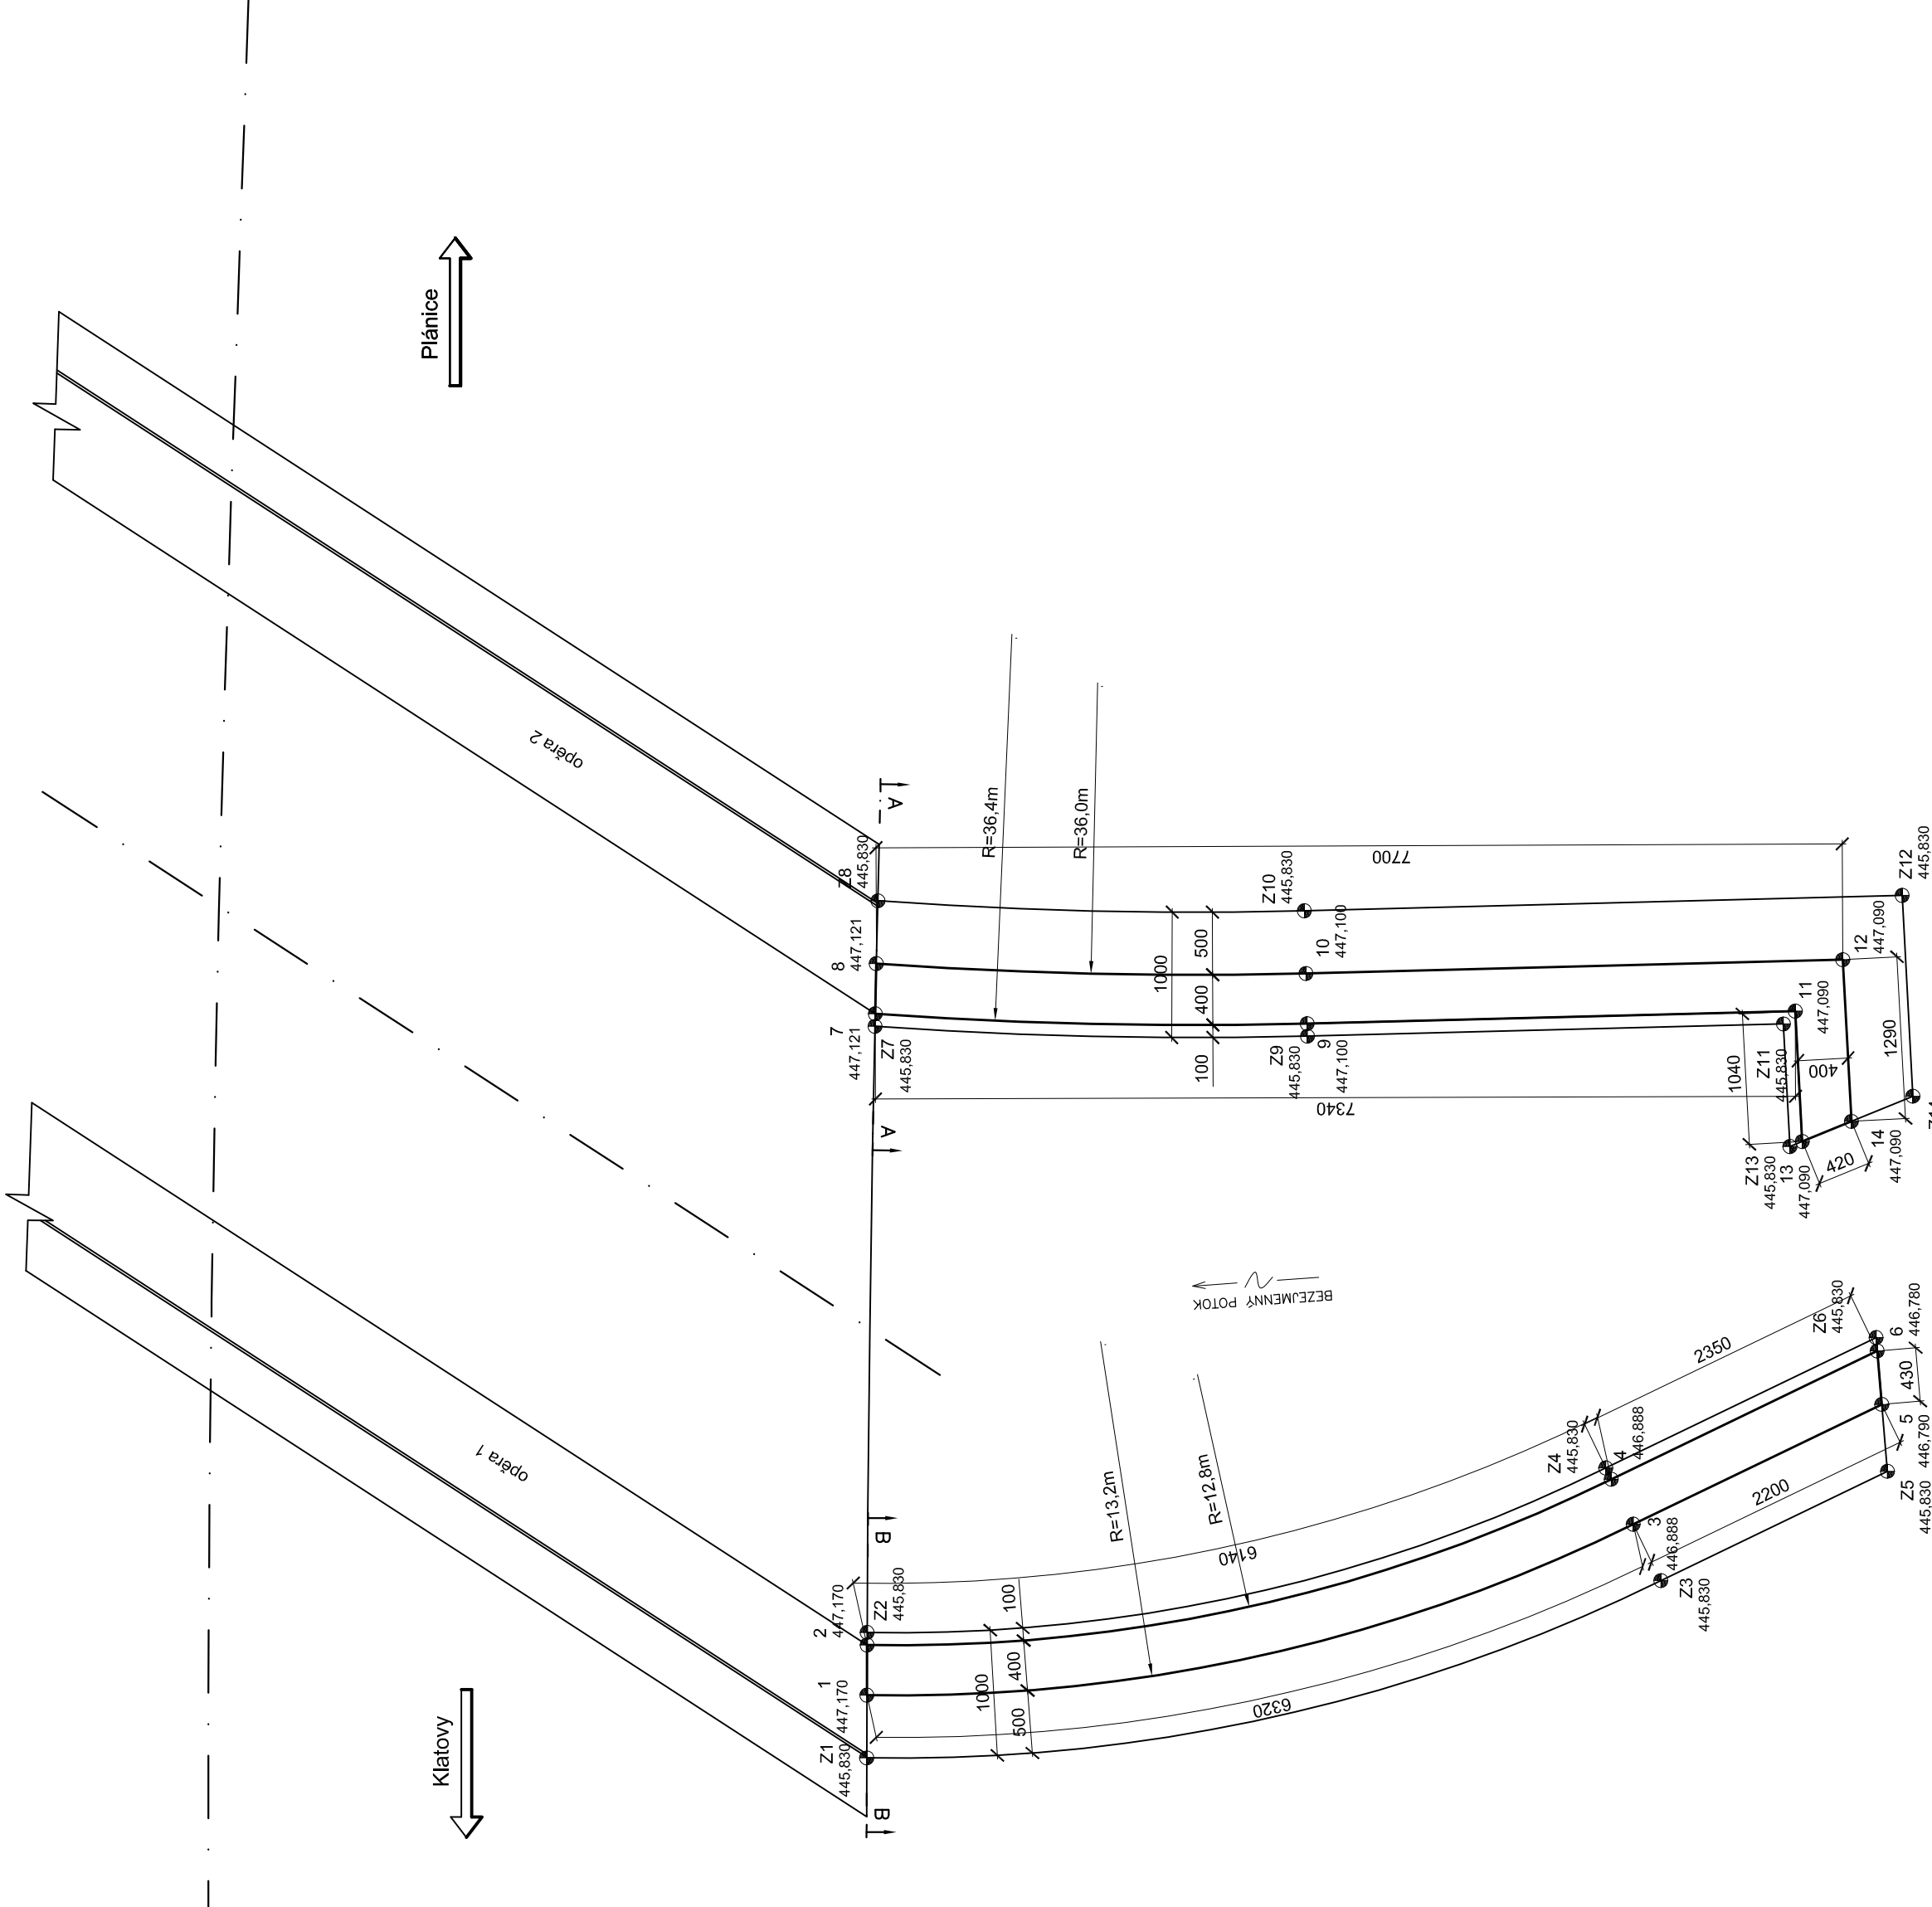 Plánice
opěra 2
A
R=36,4m
R=36,0m
Z8
445,830
7700
Z12
445,830
Z10
445,830
8
447,121
10
447,100
12
447,090
500
1000
400
100
11
447,090
7
447,121
Z7
445,830
Z9
445,830
9
447,100
1040
Z11
445,830
400
1290
7340
A
Z13
445,830
13
447,090
420
14
447,090
BEZEJMENNÝ POTOK
Z6
445,830
6
446,780
2350
430
opěra 1
Z4
445,830
4
446,888
5
446,790
R=13,2m
R=12,8m
2200
Z5
445,830
B
6140
3
446,888
Z3
445,830
2
447,170
Z2
445,830
100
400
1000
500
1
447,170
6320
Z1
445,830
Klatovy
B